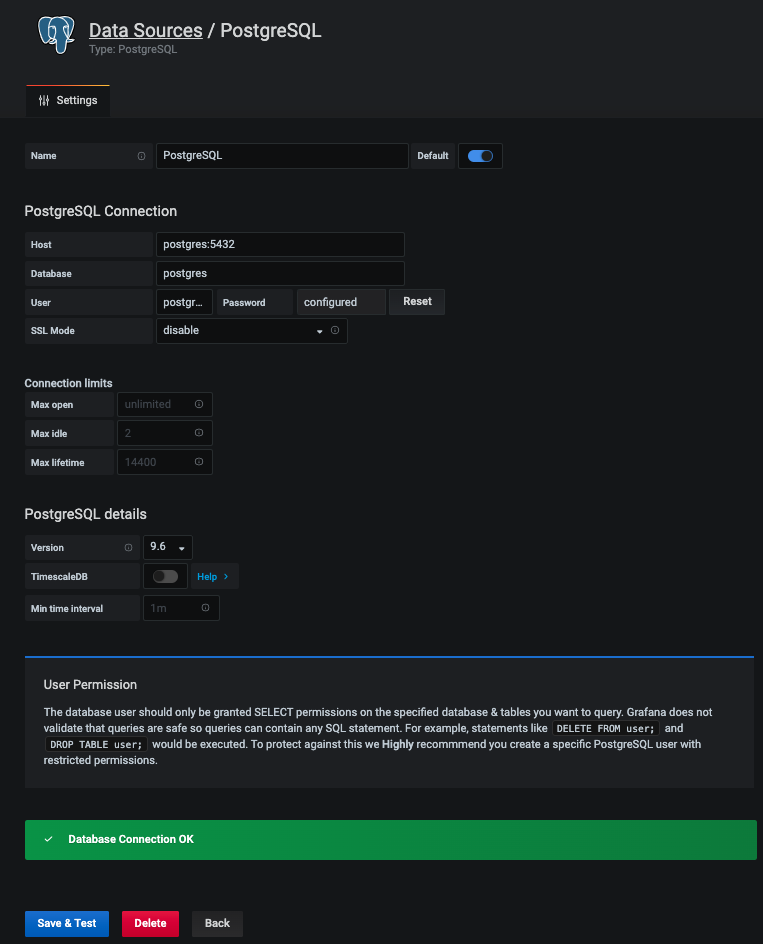 Data Sources / PostgreSQL
Type: PostgreSQL
Settings
Name PostgreSQL Default
PostgreSQL Connection
Host postgres:5432
Database postgres
User postgr... Password configured Reset
SSL Mode disable
Connection limits
Max open unlimited
Max idle 2
Max lifetime 14400
PostgreSQL details
Version 9.6
TimescaleDB Help >
Min time interval 1m
User Permission
The database user should only be granted SELECT permissions on the specified database & tables you want to query. Grafana does not
validate that queries are safe so queries can contain any SQL statement. For example, statements like DELETE FROM user; and
DROP TABLE user; would be executed. To protect against this we Highly recommmend you create a specific PostgreSQL user with
restricted permissions.
Database Connection OK
Save & Test Delete Back